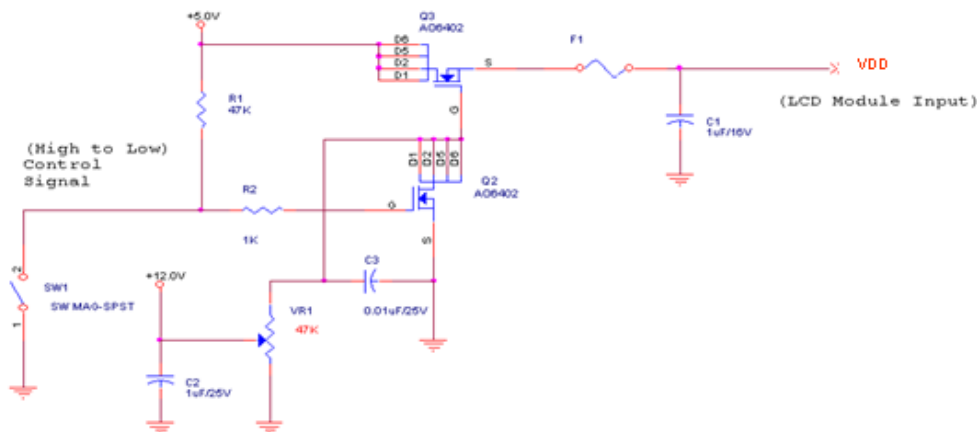 +5.0V
Q3
AO6402
D6
D5
D2
D1
S
G
F1
VDD
(LCD Module Input)
C1
1uF/16V
R1
47K
(High to Low)
Control
Signal
D1
D2
D5
D6
Q2
AO6402
R2
1K
G
S
C3
0.01uF/25V
2
SW1
SW MAG-SPST
1
+12.0V
VR1
47K
C2
1uF/25V